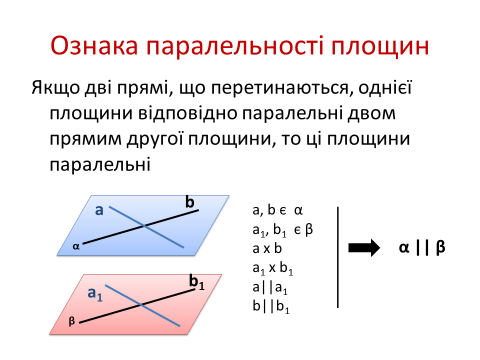 Ознака паралельності площин
Якщо дві прямі, що перетинаються, однієї
площини відповідно паралельні двом
прямим другої площини, то ці площини
паралельні
a
b
α
a₁
b₁
β
a, b є α
a₁, b₁ є β
a x b
a₁ x b₁
a||a₁
b||b₁
α || β